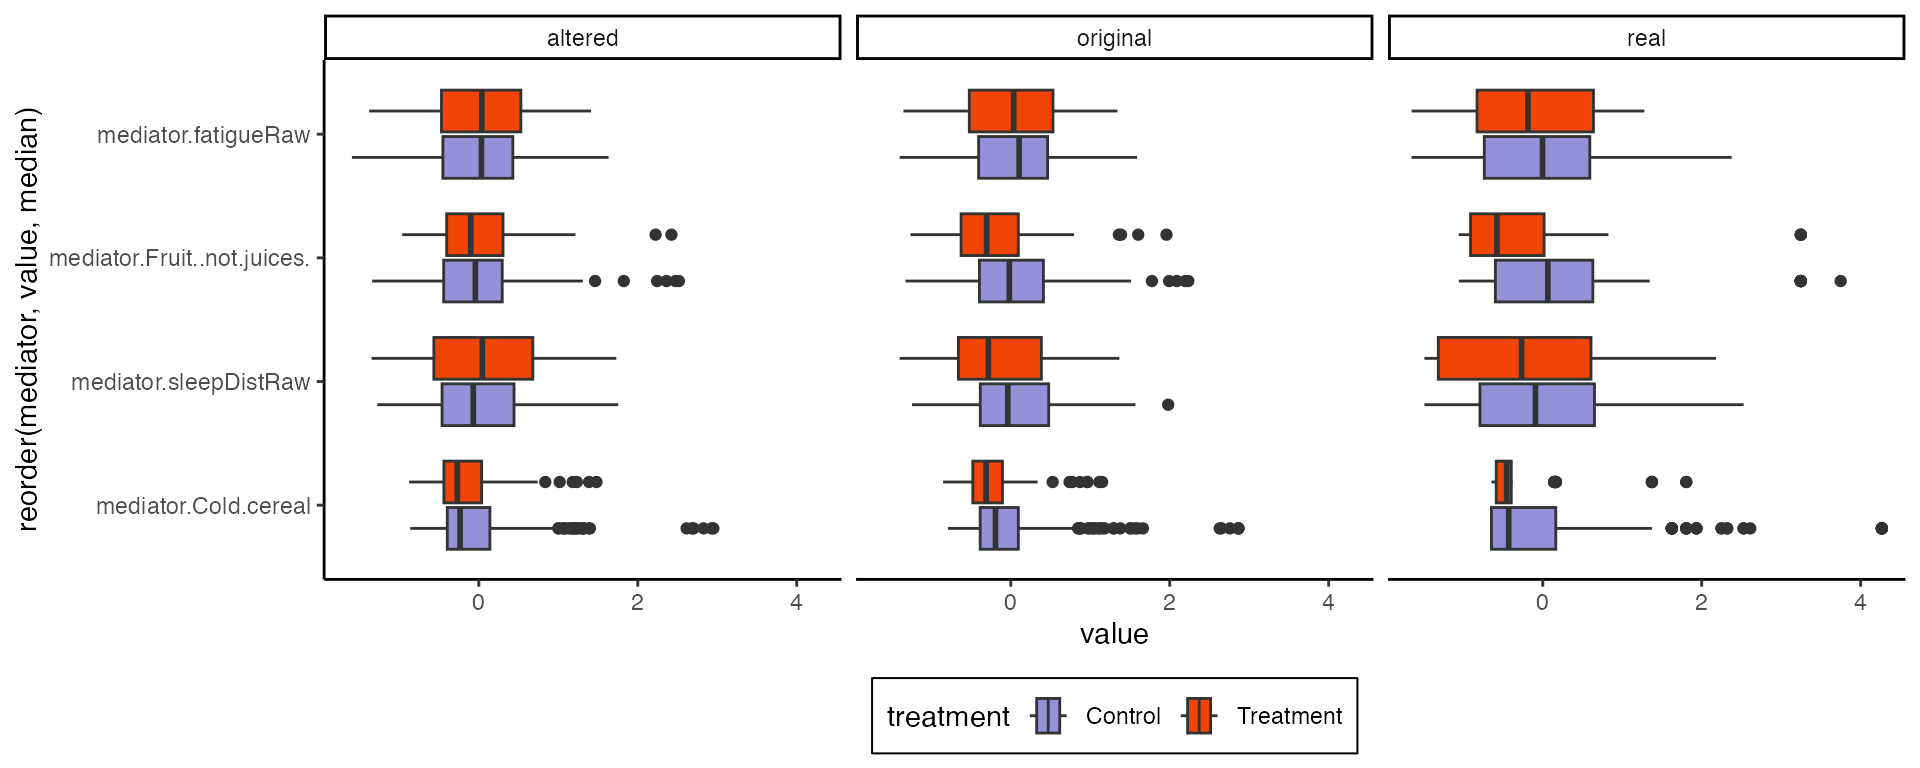 altered
original
real
reorder(mediator, value, median)
mediator.fatigueRaw
mediator.Fruit..not.juices.
mediator.sleepDistRaw
mediator.Cold.cereal
0 2 4
0 2 4
0 2 4
value
treatment Control Treatment